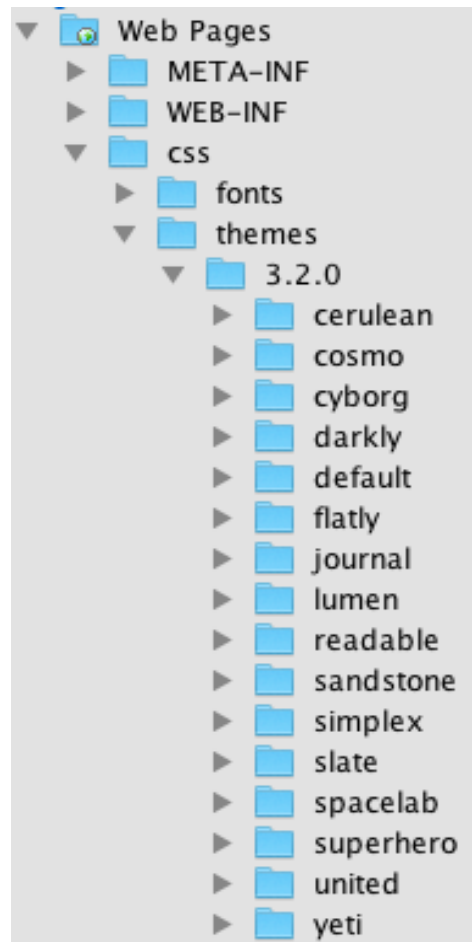 Web Pages
META-INF
WEB-INF
css
fonts
themes
3.2.0
cerulean
cosmo
cyborg
darkly
default
flatly
journal
lumen
readable
sandstone
simplex
slate
spacelab
superhero
united
yeti